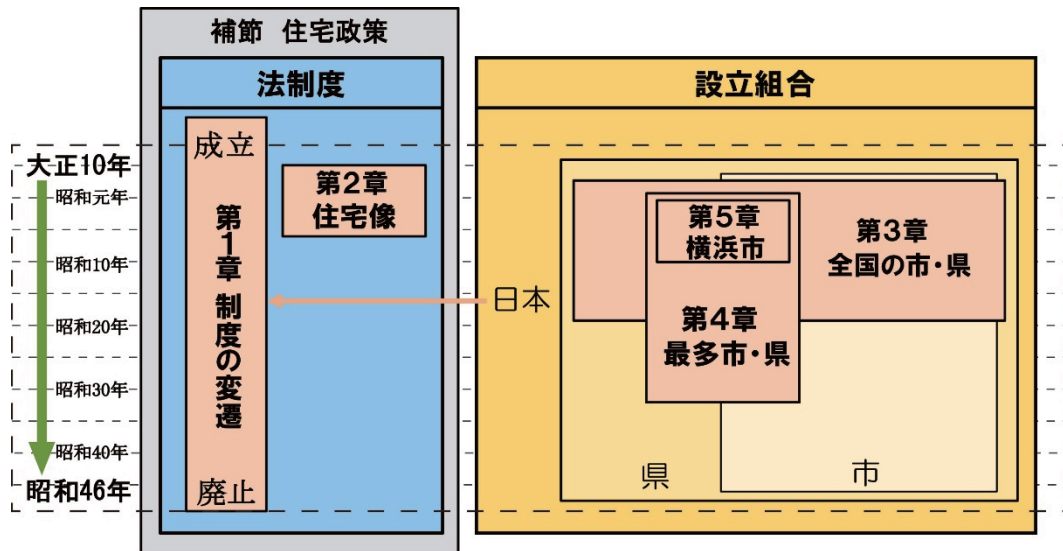 補節 住宅政策
法制度
設立組合
大正10年
昭和元年
昭和10年
昭和20年
昭和30年
昭和40年
昭和46年
成立
第1章 制度の変遷
廃止
第2章
住宅像
日本
第5章
横浜市
第3章
全国の市・県
第4章
最多市・県
県
市